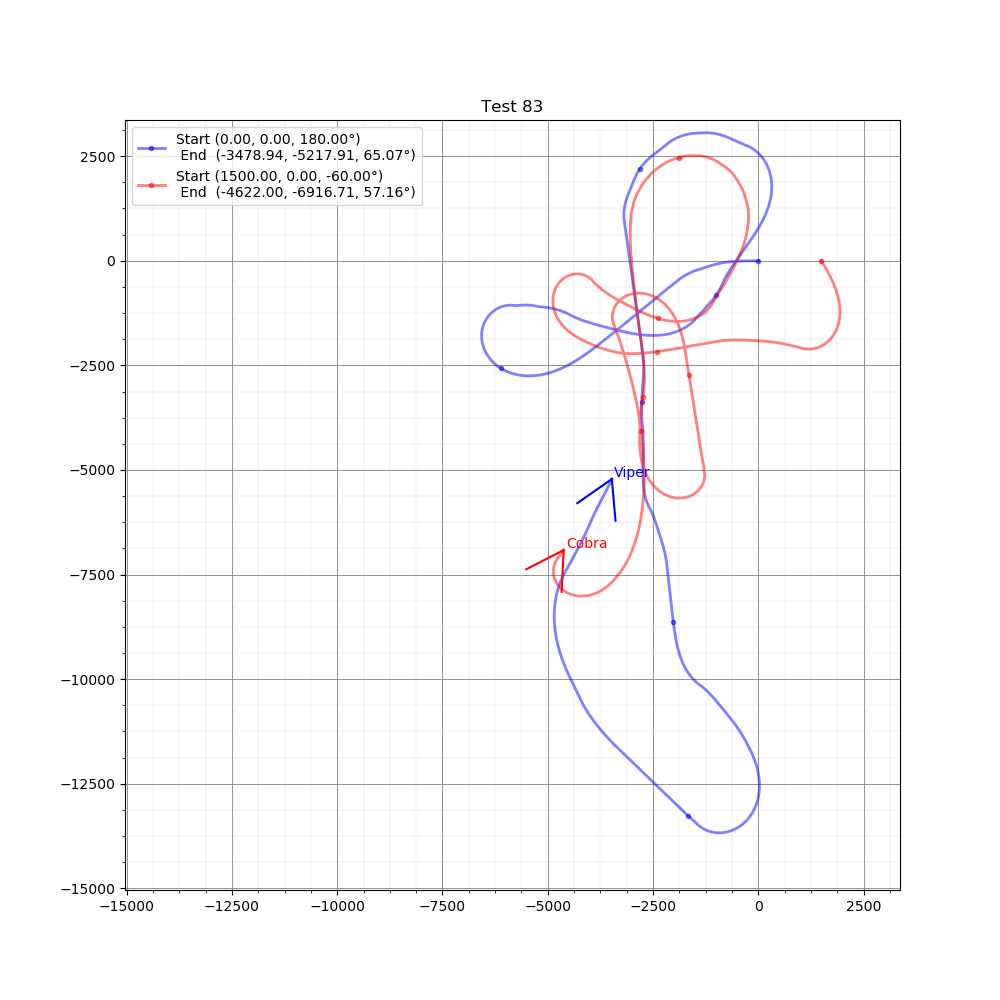 Test 83
Start (0.00, 0.00, 180.00°)
End (-3478.94, -5217.91, 65.07°)
Start (1500.00, 0.00, -60.00°)
End (-4622.00, -6916.71, 57.16°)
2500
0
−2500
−5000
−7500
−10000
−12500
−15000
Viper
Cobra
−15000 −12500 −10000 −7500 −5000 −2500 0 2500